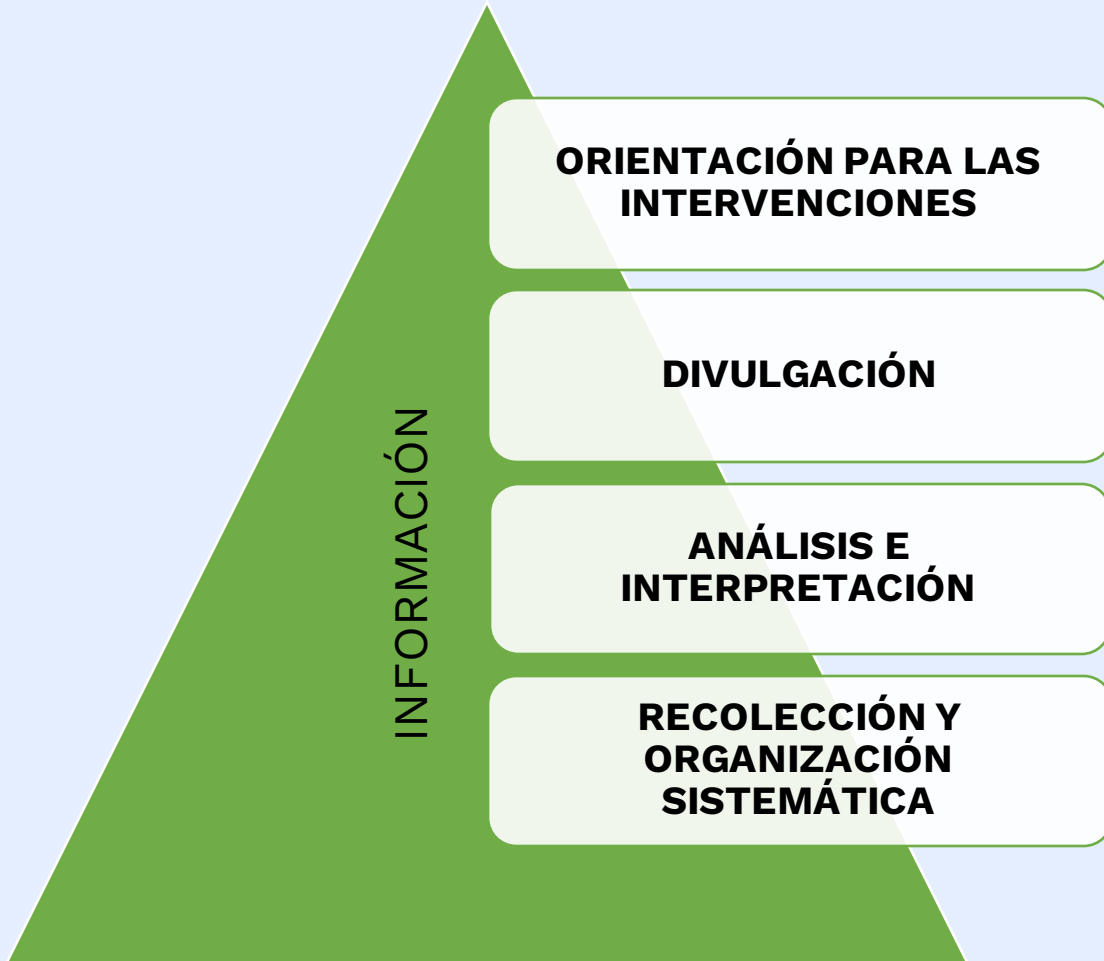 ORIENTACIÓN PARA LAS
INTERVENCIONES
DIVULGACIÓN
INFORMACIÓN
ANÁLISIS E
INTERPRETACIÓN
RECOLECCIÓN Y
ORGANIZACIÓN
SISTEMÁTICA